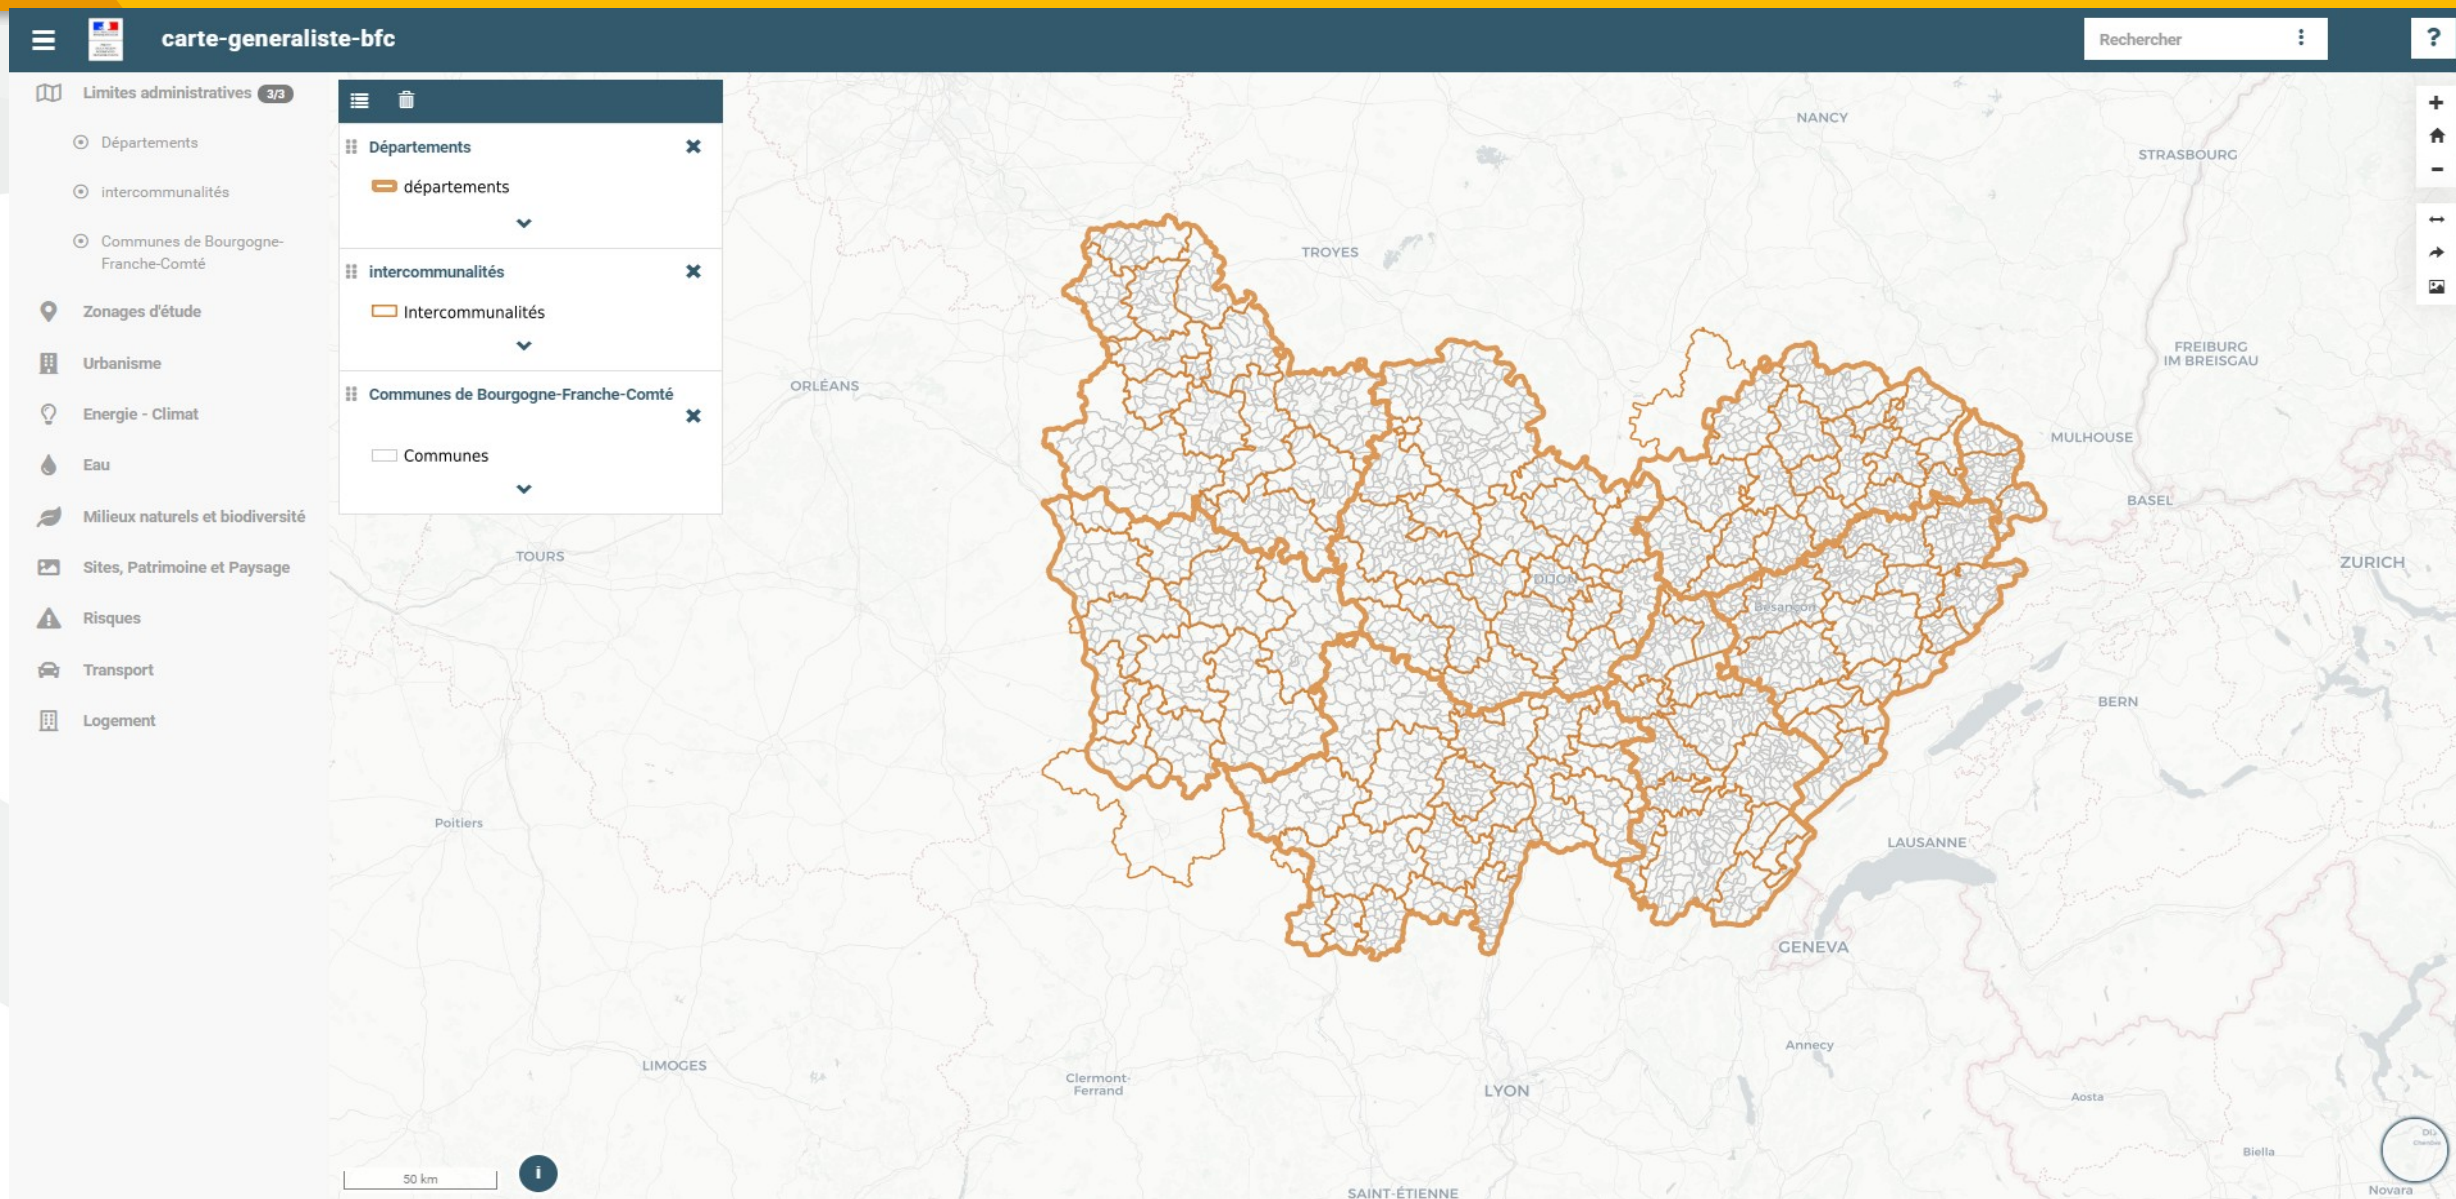 carte-generaliste-bfc
Rechercher
?
Limites administratives 3/3
Départements
intercommunalités
Communes de Bourgogne-
Franche-Comté
Zonages d'étude
Urbanisme
Energie - Climat
Eau
Milieux naturels et biodiversité
Sites, Patrimoine et Paysage
Risques
Transport
Logement
Départements
départements
intercommunalités
Intercommunalités
Communes de Bourgogne-Franche-Comté
Communes
NANCY
STRASBOURG
TROYES
FREIBURG
IM BREISGAU
ORLÉANS
MULHOUSE
BASEL
TOURS
ZURICH
DIJON
Besançon
BERN
Poitiers
LAUSANNE
GENEVA
Annecy
LIMOGES
Clermont-
Ferrand
LYON
Aosta
Biella
50 km
i
SAINT-ÉTIENNE
Novara